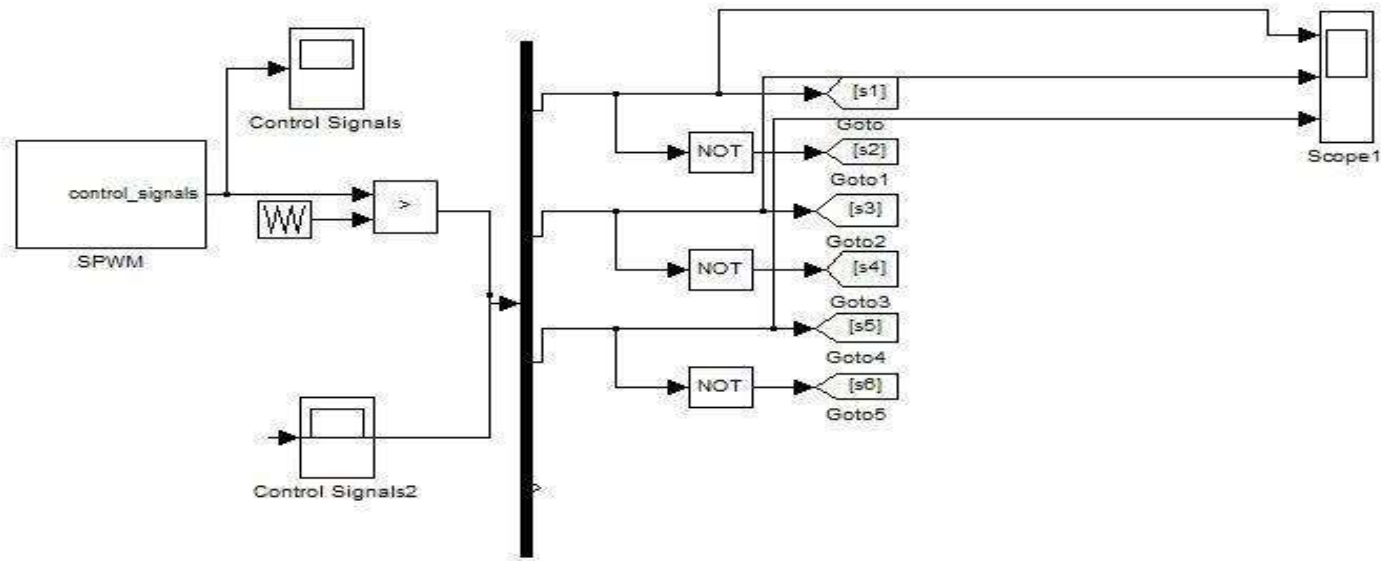 Control Signals
control_signals
SPWM
>
Control Signals2
[s1]
Goto
NOT
[s2]
Goto1
[s3]
Goto2
NOT
[s4]
Goto3
[s5]
Goto4
NOT
[s6]
Goto5
Scope1